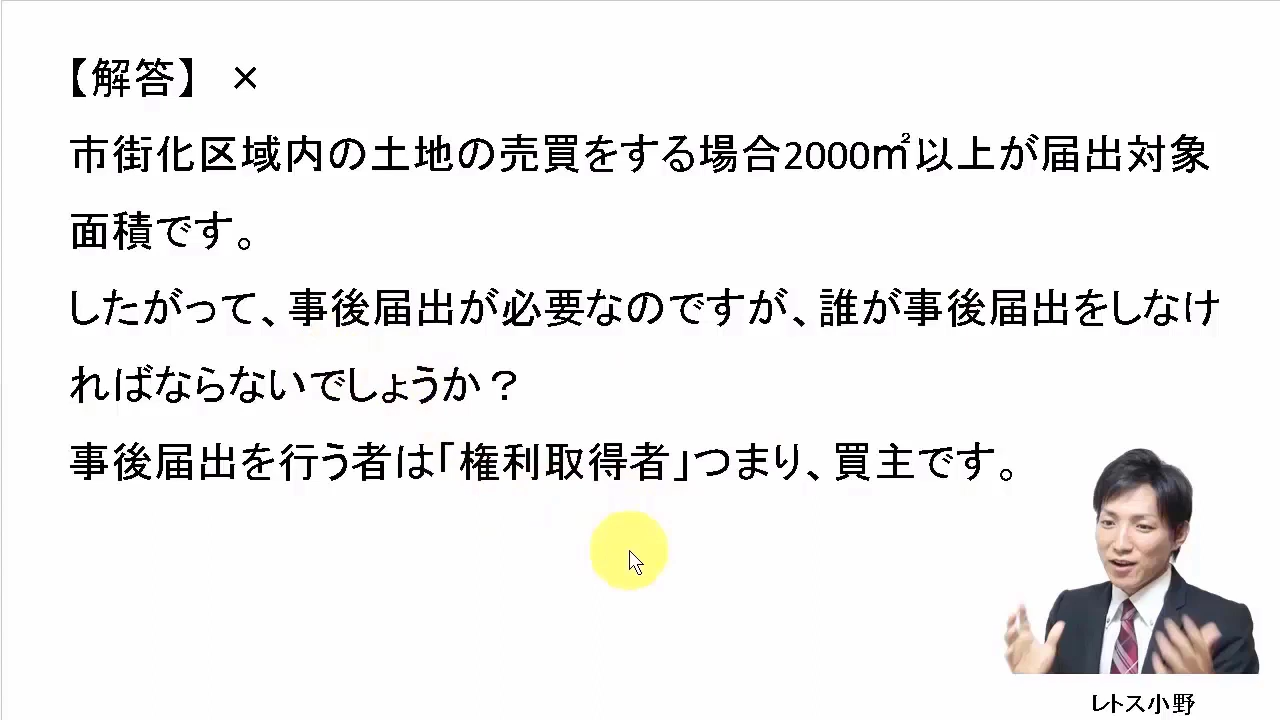 【解答】 ×
市街化区域内の土地の売買をする場合2000㎡以上が届出対象
面積です。
したがって、事後届出が必要なのですが、誰が事後届出をしなけ
ればならないでしょうか？
事後届出を行う者は「権利取得者」つまり、買主です。
レトス小野